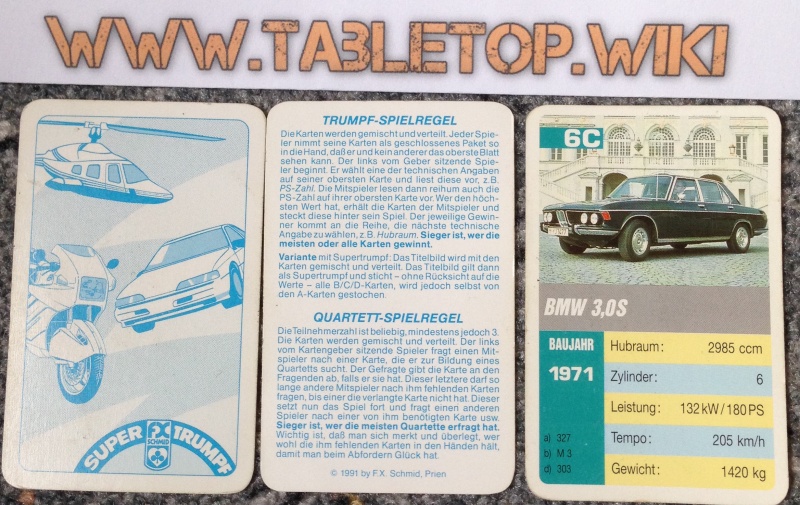 WWW.TABLETOP.WIKI
SUPER TRUMPF
FX
SCHMID
TRUMPF-SPIELREGEL
Die Karten werden gemischt und verteilt. Jeder Spie-
ler nimmt seine Karten als geschlossenes Paket so
in die Hand, daß er und kein anderer das oberste Blatt
sehen kann. Der links vom Geber sitzende Spie-
ler beginnt. Er wählt eine der technischen Angaben
auf seiner obersten Karte und liest diese vor, z.B.
PS-Zahl. Die Mitspieler lesen dann reihum auch die
PS-Zahl auf ihrer obersten Karte vor. Wer den höch-
sten Wert hat, erhält die Karten der Mitspieler und
steckt diese hinter sein Spiel. Der jeweilige Gewin-
ner kommt an die Reihe, die nächste technische
Angabe zu wählen, z.B. Hubraum. Sieger ist, wer die
meisten oder alle Karten gewinnt.
Variante mit Supertrumpf: Das Titelbild wird mit den
Karten gemischt und verteilt. Das Titelbild gilt dann
als Supertrumpf und sticht – ohne Rücksicht auf die
Werte – alle B/C/D-Karten, wird jedoch selbst von
den A-Karten gestochen.
QUARTETT-SPIELREGEL
Die Teilnehmerzahl ist beliebig, mindestens jedoch 3.
Die Karten werden gemischt und verteilt. Der links
vom Kartengeber sitzende Spieler fragt einen Mit-
spieler nach einer Karte, die er zur Bildung eines
Quartetts sucht. Der Gefragte gibt die Karte an den
Fragenden ab, falls er sie hat. Dieser letztere darf so
lange andere Mitspieler nach ihm fehlenden Karten
fragen, bis einer die verlangte Karte nicht hat. Dieser
setzt nun das Spiel fort und fragt einen anderen
Spieler nach einer von ihm benötigten Karte usw.
Sieger ist, wer die meisten Quartette erfragt hat.
Wichtig ist, daß man sich merkt und überlegt, wer
wohl die ihm fehlenden Karten in den Händen hält,
damit man beim Abfordern Glück hat.
© 1991 by F.X. Schmid, Prien
6C
BMW 3,0S
BAUJAHR
1971
a) 327
b) M 3
d) 303
Hubraum: 2985 ccm
Zylinder: 6
Leistung: 132 kW / 180 PS
Tempo: 205 km/h
Gewicht: 1420 kg